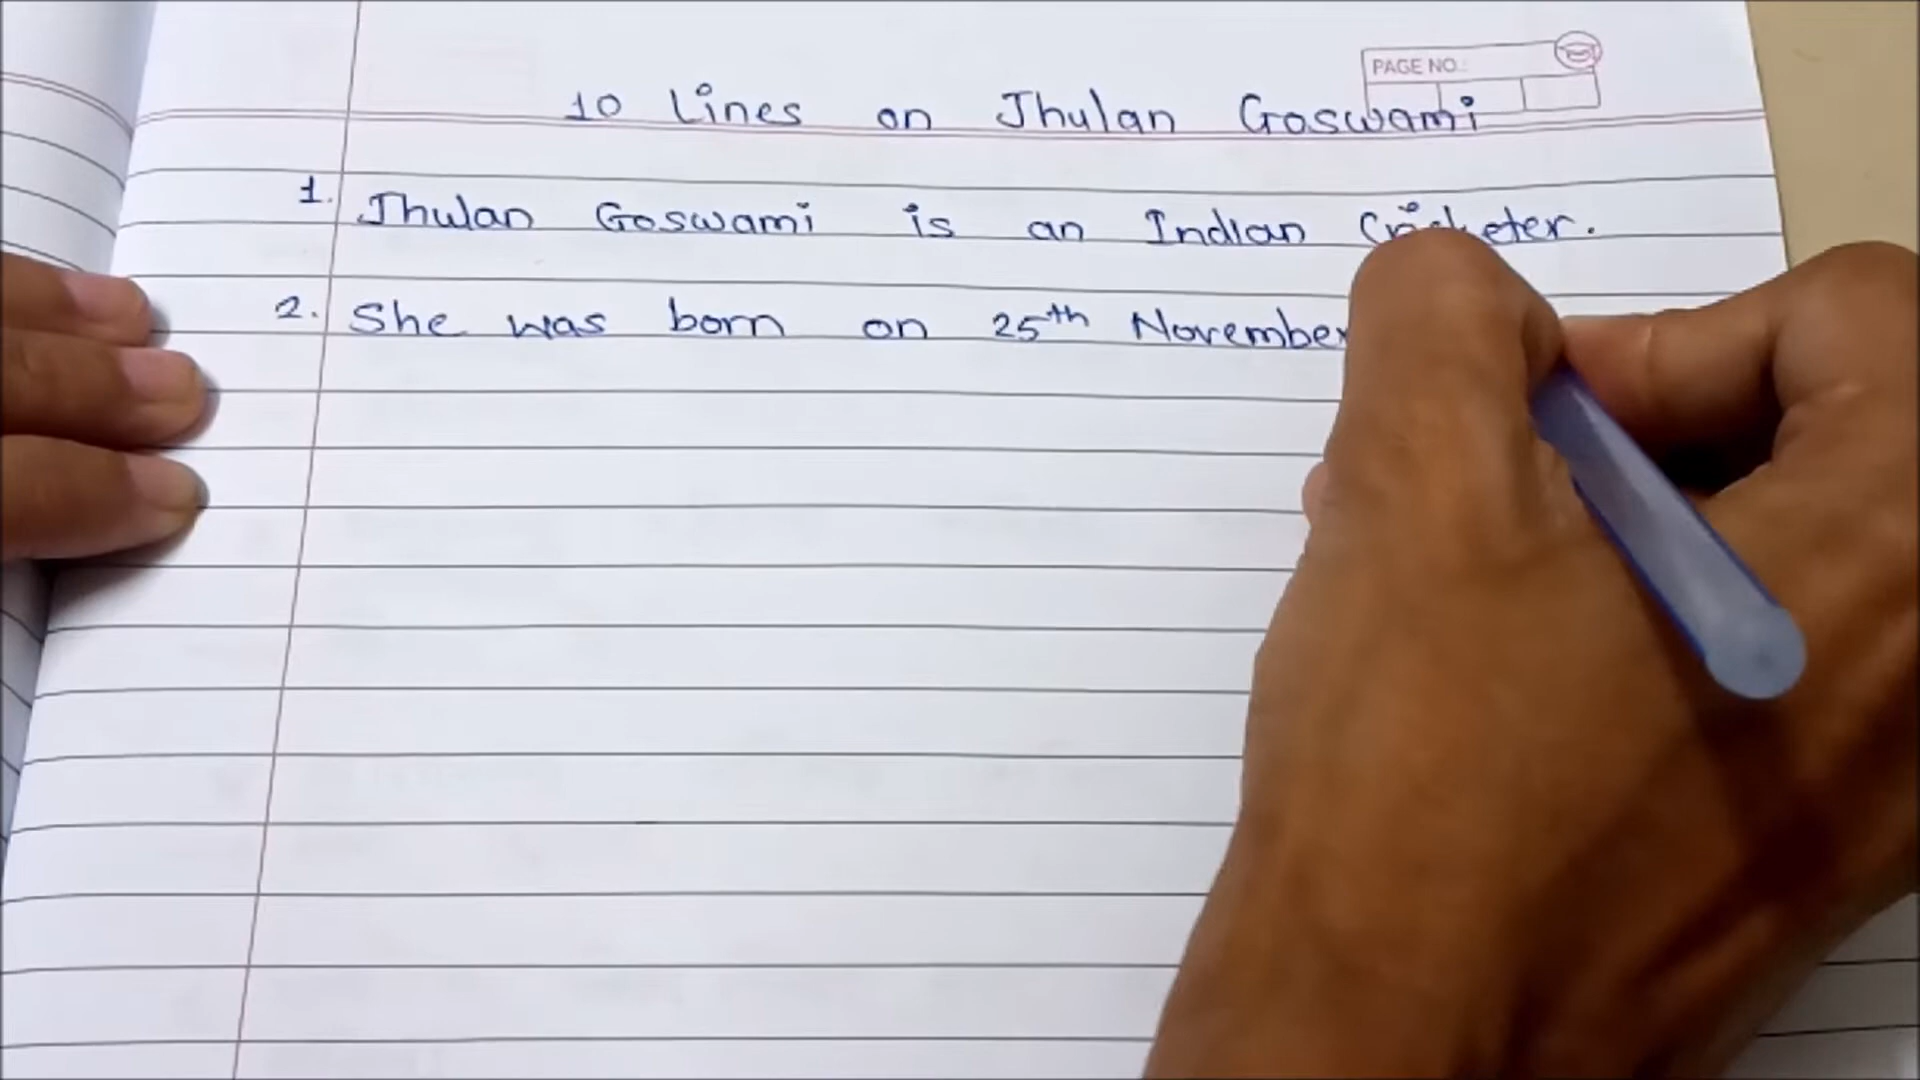 PAGE NO.:
10 Lines on Jhulan Goswami
1. Jhulan Goswami is an Indian Cricketer.
2. She was born on 25th November